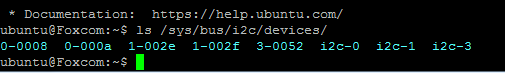 * Documentation:  https://help.ubuntu.com/
ubuntu@Foxcom:~$ ls /sys/bus/i2c/devices/
0-0008  0-000a  1-002e  1-002f  3-0052  i2c-0  i2c-1  i2c-3
ubuntu@Foxcom:~$